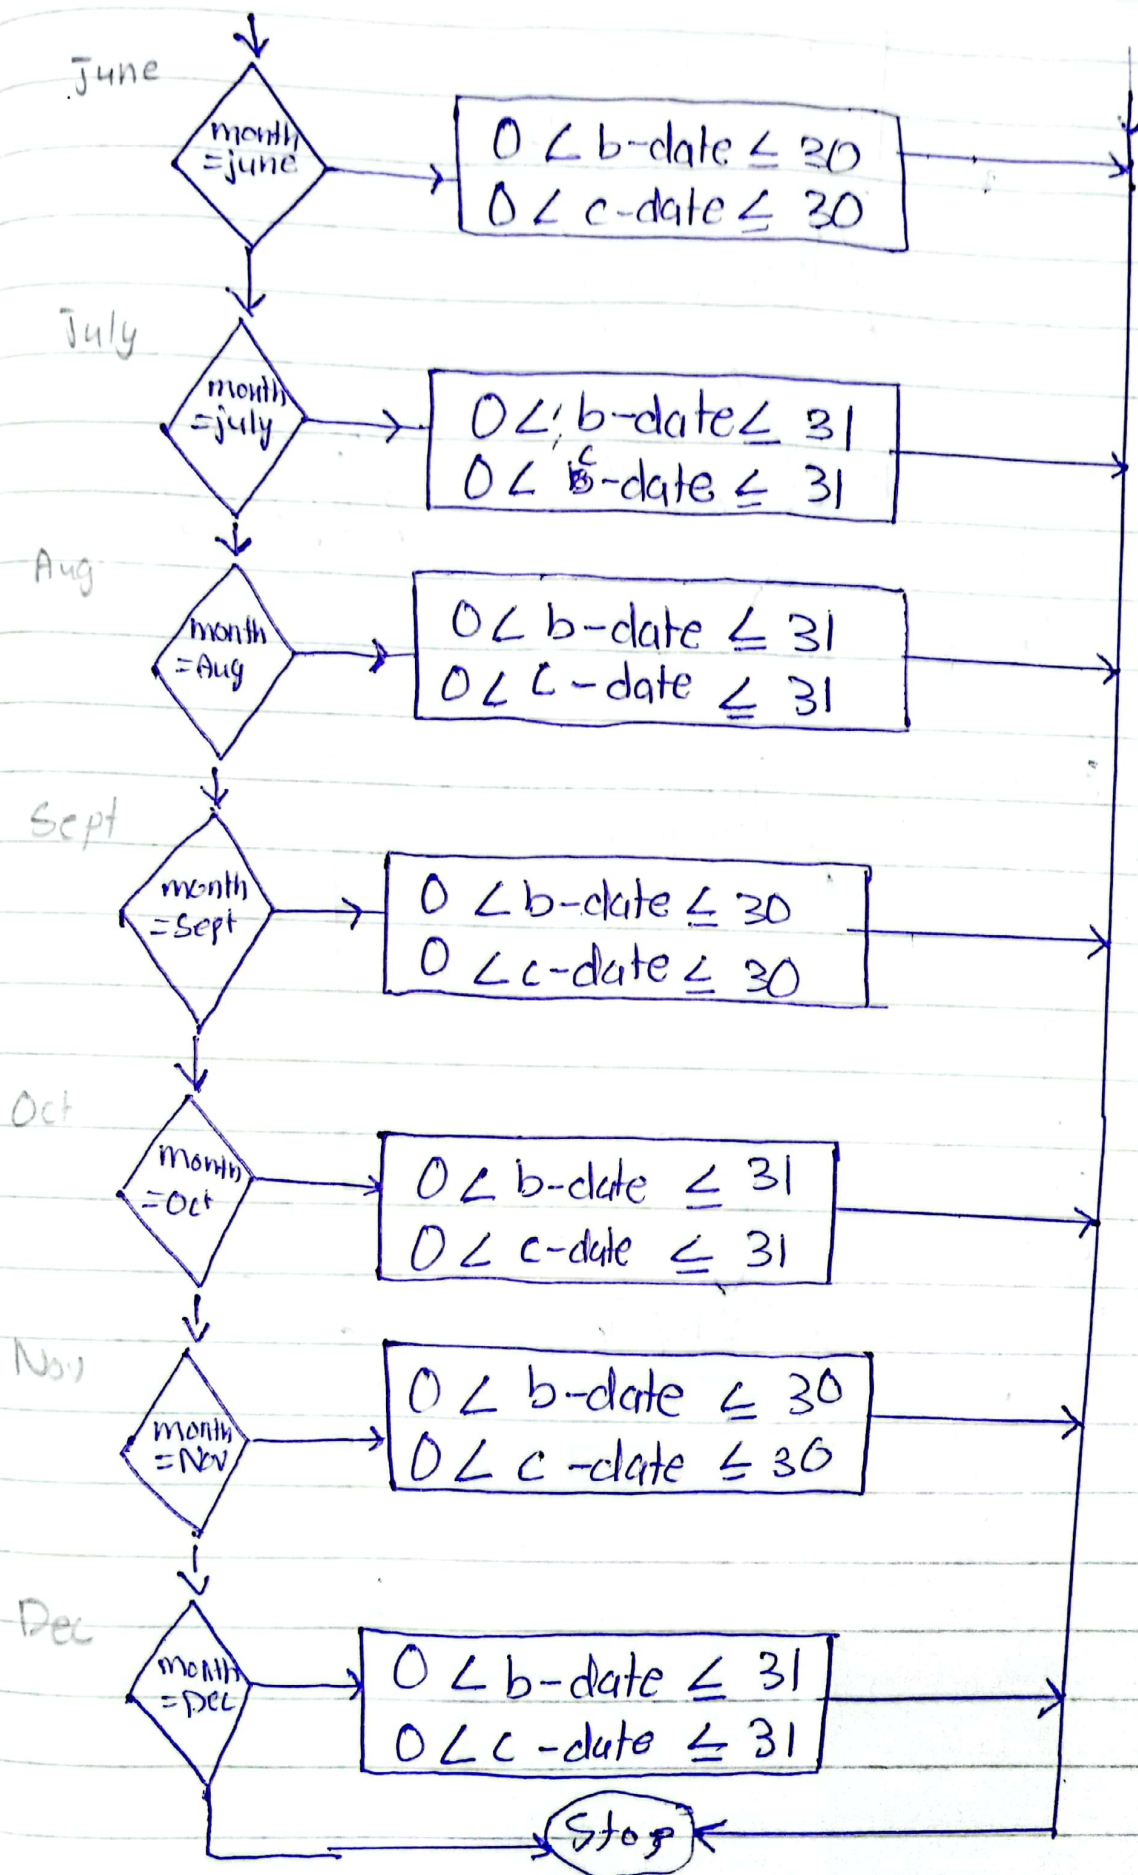 June
month
=june
0 < b-date ≤ 30
0 < c-date ≤ 30
July
month
=july
0 < b-date ≤ 31
0 < c-date ≤ 31
Aug
month
=Aug
0 < b-date ≤ 31
0 < c-date ≤ 31
Sept
month
=Sept
0 < b-date ≤ 30
0 < c-date ≤ 30
Oct
month
=Oct
0 < b-date ≤ 31
0 < c-date ≤ 31
Nov
month
=Nov
0 < b-date ≤ 30
0 < c-date ≤ 30
Dec
month
=Dec
0 < b-date ≤ 31
0 < c-date ≤ 31
Stop